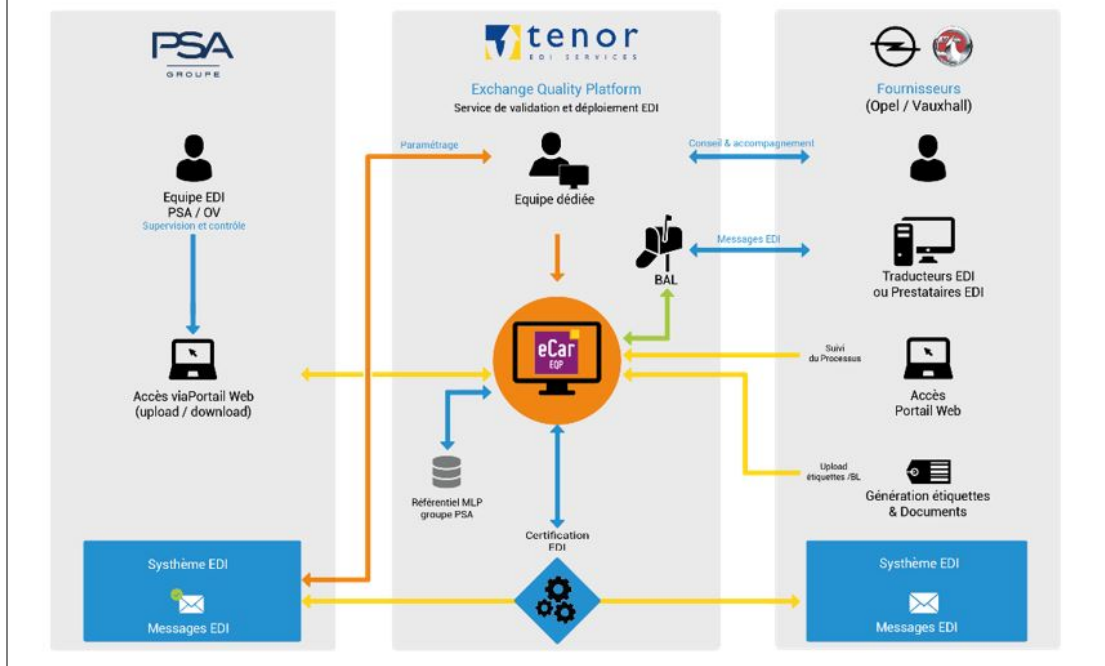 PSA
GROUPE
Equipe EDI
PSA / OV
Supervision et contrôle
Accès viaPortail Web
(upload / download)
Systhème EDI
Messages EDI
Paramétrage
tenor
EDI SERVICES
Exchange Quality Platform
Service de validation et déploiement EDI
Equipe dédiée
BAL
eCar
EQP
Référentiel MLP
groupe PSA
Certification
EDI
Conseil & accompagnement
Messages EDI
Suivi
du Processus
Upload
étiquettes /BL
Fournisseurs
(Opel / Vauxhall)
Traducteurs EDI
ou Prestataires EDI
Accès
Portail Web
Génération étiquettes
& Documents
Systhème EDI
Messages EDI